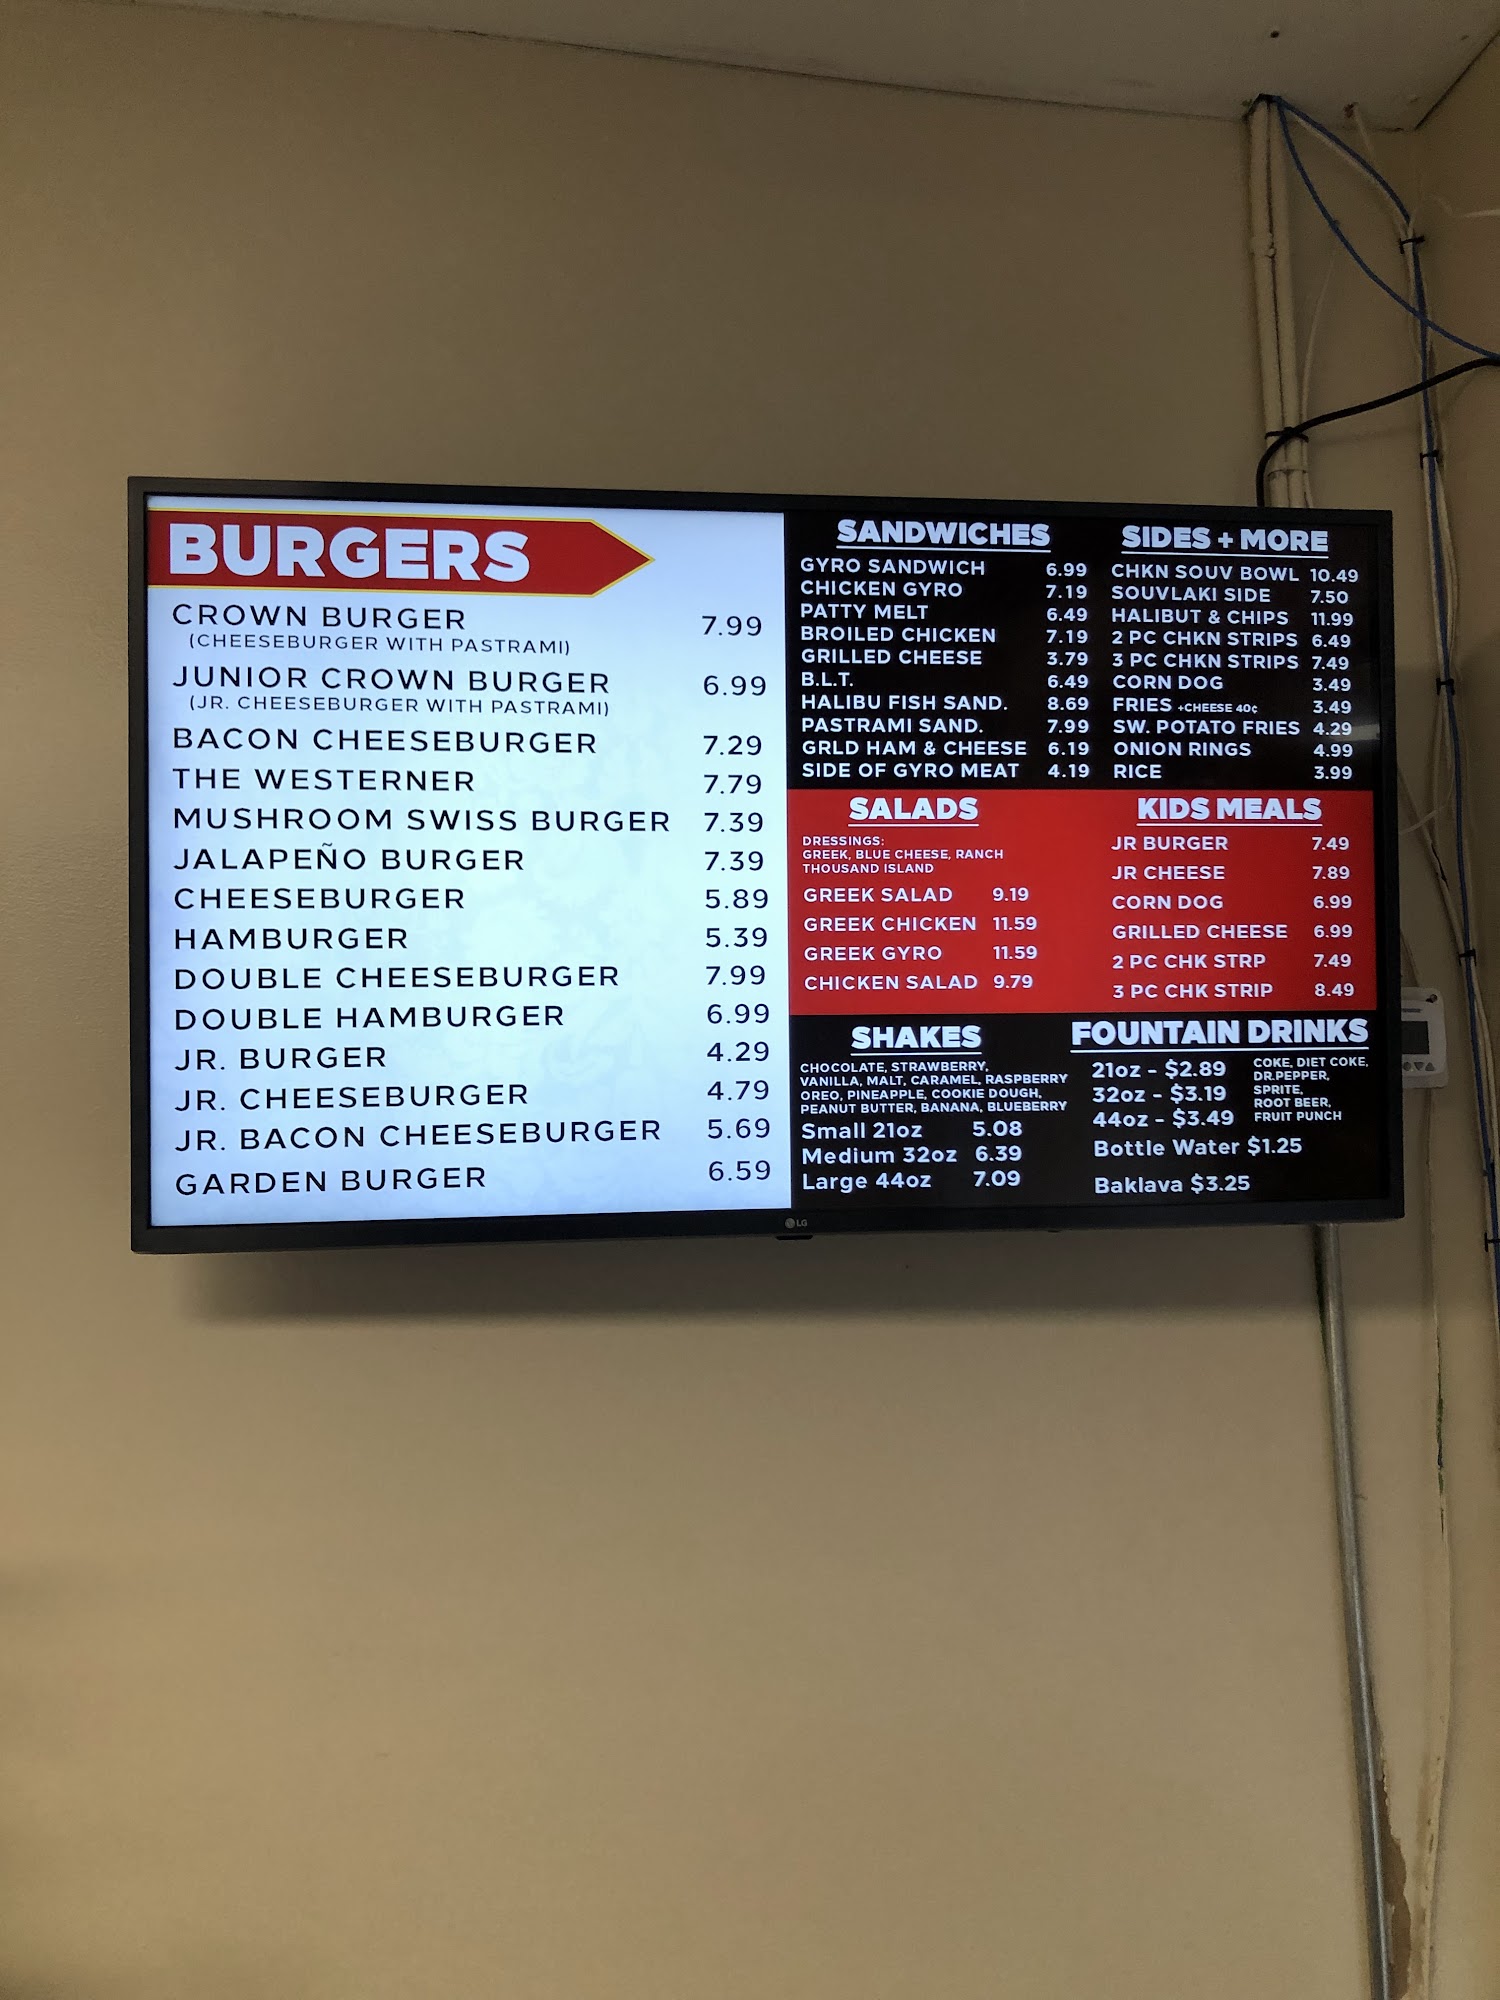 BURGERS
CROWN BURGER 7.99
(CHEESEBURGER WITH PASTRAMI)
JUNIOR CROWN BURGER 6.99
(JR. CHEESEBURGER WITH PASTRAMI)
BACON CHEESEBURGER 7.29
THE WESTERNER 7.79
MUSHROOM SWISS BURGER 7.39
JALAPEÑO BURGER 7.39
CHEESEBURGER 5.89
HAMBURGER 5.39
DOUBLE CHEESEBURGER 7.99
DOUBLE HAMBURGER 6.99
JR. BURGER 4.29
JR. CHEESEBURGER 4.79
JR. BACON CHEESEBURGER 5.69
GARDEN BURGER 6.59
SANDWICHES
GYRO SANDWICH 6.99
CHICKEN GYRO 7.19
PATTY MELT 6.49
BROILED CHICKEN 7.19
GRILLED CHEESE 3.79
B.L.T. 6.49
HALIBU FISH SAND. 8.69
PASTRAMI SAND. 7.99
GRLD HAM & CHEESE 6.19
SIDE OF GYRO MEAT 4.19
SIDES + MORE
CHKN SOUV BOWL 10.49
SOUVLAKI SIDE 7.50
HALIBUT & CHIPS 11.99
2 PC CHKN STRIPS 6.49
3 PC CHKN STRIPS 7.49
CORN DOG 3.49
FRIES +CHEESE 40¢ 3.49
SW. POTATO FRIES 4.29
ONION RINGS 4.99
RICE 3.99
SALADS
DRESSINGS:
GREEK, BLUE CHEESE, RANCH
THOUSAND ISLAND
GREEK SALAD 9.19
GREEK CHICKEN 11.59
GREEK GYRO 11.59
CHICKEN SALAD 9.79
KIDS MEALS
JR BURGER 7.49
JR CHEESE 7.89
CORN DOG 6.99
GRILLED CHEESE 6.99
2 PC CHK STRP 7.49
3 PC CHK STRIP 8.49
SHAKES
CHOCOLATE, STRAWBERRY,
VANILLA, MALT, CARAMEL, RASPBERRY
OREO, PINEAPPLE, COOKIE DOUGH,
PEANUT BUTTER, BANANA, BLUEBERRY
Small 21oz 5.08
Medium 32oz 6.39
Large 44oz 7.09
FOUNTAIN DRINKS
21oz - $2.89
32oz - $3.19
44oz - $3.49
COKE, DIET COKE,
DR.PEPPER,
SPRITE,
ROOT BEER,
FRUIT PUNCH
Bottle Water $1.25
Baklava $3.25
LG